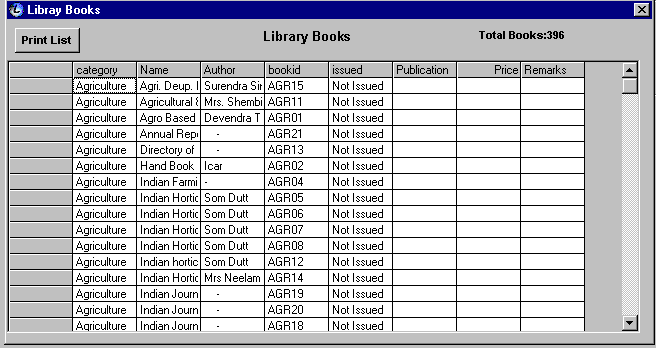 Libray Books
Print List
Library Books
Total Books:396
category Name Author bookid issued Publication Price Remarks
Agriculture Agri. Deup. Surendra AGR15 Not Issued
Agriculture Agricultural Mrs. Shembi AGR11 Not Issued
Agriculture Agro Based Devendra T AGR01 Not Issued
Agriculture Annual Rep - AGR21 Not Issued
Agriculture Directory of - AGR13 Not Issued
Agriculture Hand Book Icar AGR02 Not Issued
Agriculture Indian Farmi - AGR04 Not Issued
Agriculture Indian Hortic Som Dutt AGR05 Not Issued
Agriculture Indian Hortic Som Dutt AGR06 Not Issued
Agriculture Indian Hortic Som Dutt AGR07 Not Issued
Agriculture Indian Hortic Som Dutt AGR08 Not Issued
Agriculture Indian hortic Som Dutt AGR12 Not Issued
Agriculture Indian Hortic Mrs Neelam AGR14 Not Issued
Agriculture Indian Journ - AGR19 Not Issued
Agriculture Indian Journ - AGR20 Not Issued
Agriculture Indian Journ - AGR18 Not Issued